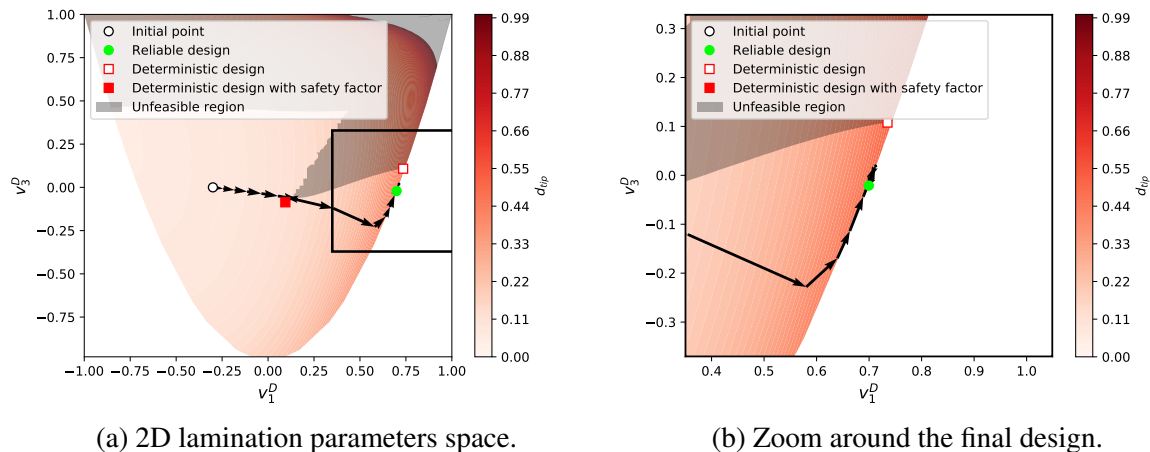 Initial point
Reliable design
Deterministic design
Deterministic design with safety factor
Unfeasible region
1.00
0.75
0.50
0.25
0.00
−0.25
−0.50
−0.75
v₃ᴰ
−1.00 −0.75 −0.50 −0.25 0.00 0.25 0.50 0.75 1.00
v₁ᴰ
0.99
0.88
0.77
0.66
0.55
0.44
0.33
0.22
0.11
0.00
d_tip
(a) 2D lamination parameters space.
Initial point
Reliable design
Deterministic design
Deterministic design with safety factor
Unfeasible region
0.3
0.2
0.1
0.0
−0.1
−0.2
−0.3
v₃ᴰ
0.4 0.5 0.6 0.7 0.8 0.9 1.0
v₁ᴰ
0.99
0.88
0.77
0.66
0.55
0.44
0.33
0.22
0.11
0.00
d_tip
(b) Zoom around the final design.